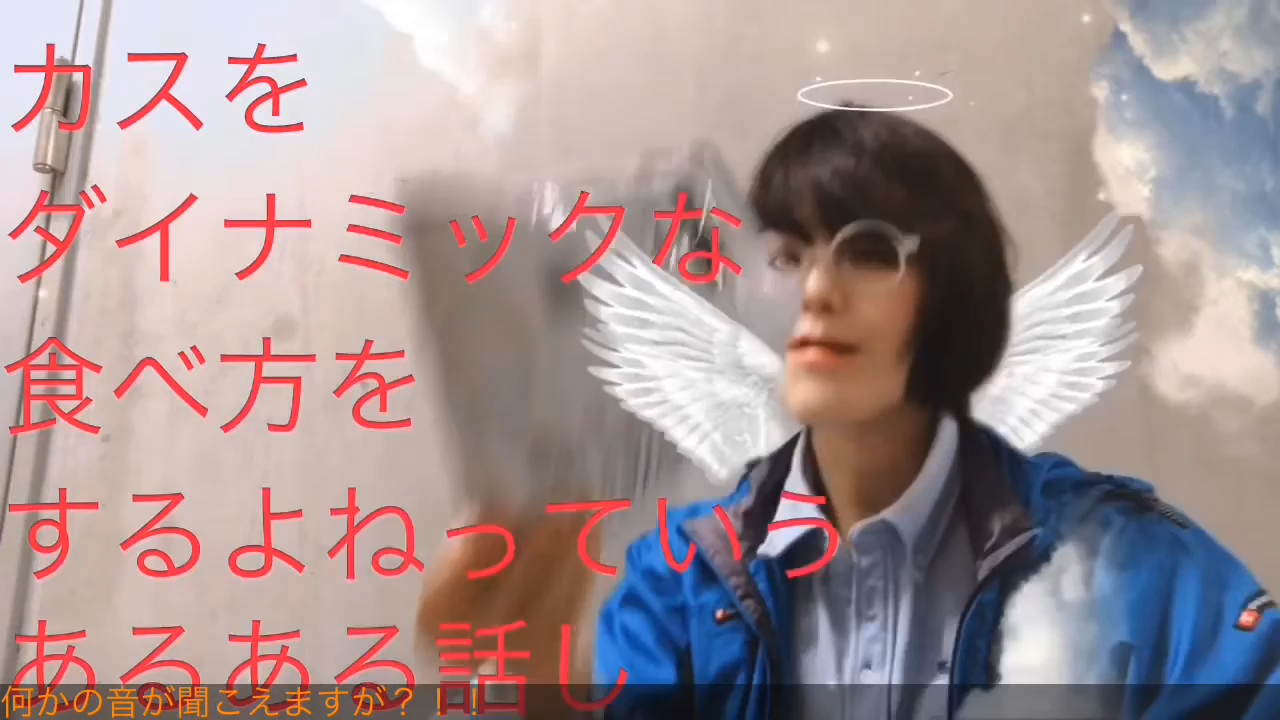 カスを
ダイナミックな
食べ方を
するよねっていう
あるある話し
何かの音が聞こえますが？！！